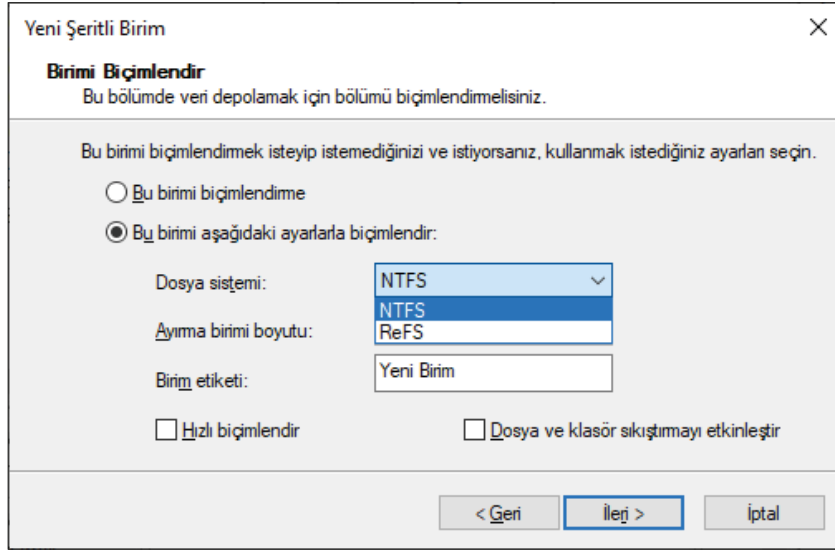 Yeni Şeritli Birim
Birimi Biçimlendir
Bu bölümde veri depolamak için bölümü biçimlendirmelisiniz.
Bu birimi biçimlendirmek isteyip istemediğinizi ve istiyorsanız, kullanmak istediğiniz ayarları seçin.
Bu birimi biçimlendirme
Bu birimi aşağıdaki ayarlarla biçimlendir:
Dosya sistemi: NTFS
NTFS
Ayırma birimi boyutu: ReFS
Birim etiketi: Yeni Birim
Hızlı biçimlendir Dosya ve klasör sıkıştırmayı etkinleştir
< Geri İleri > İptal